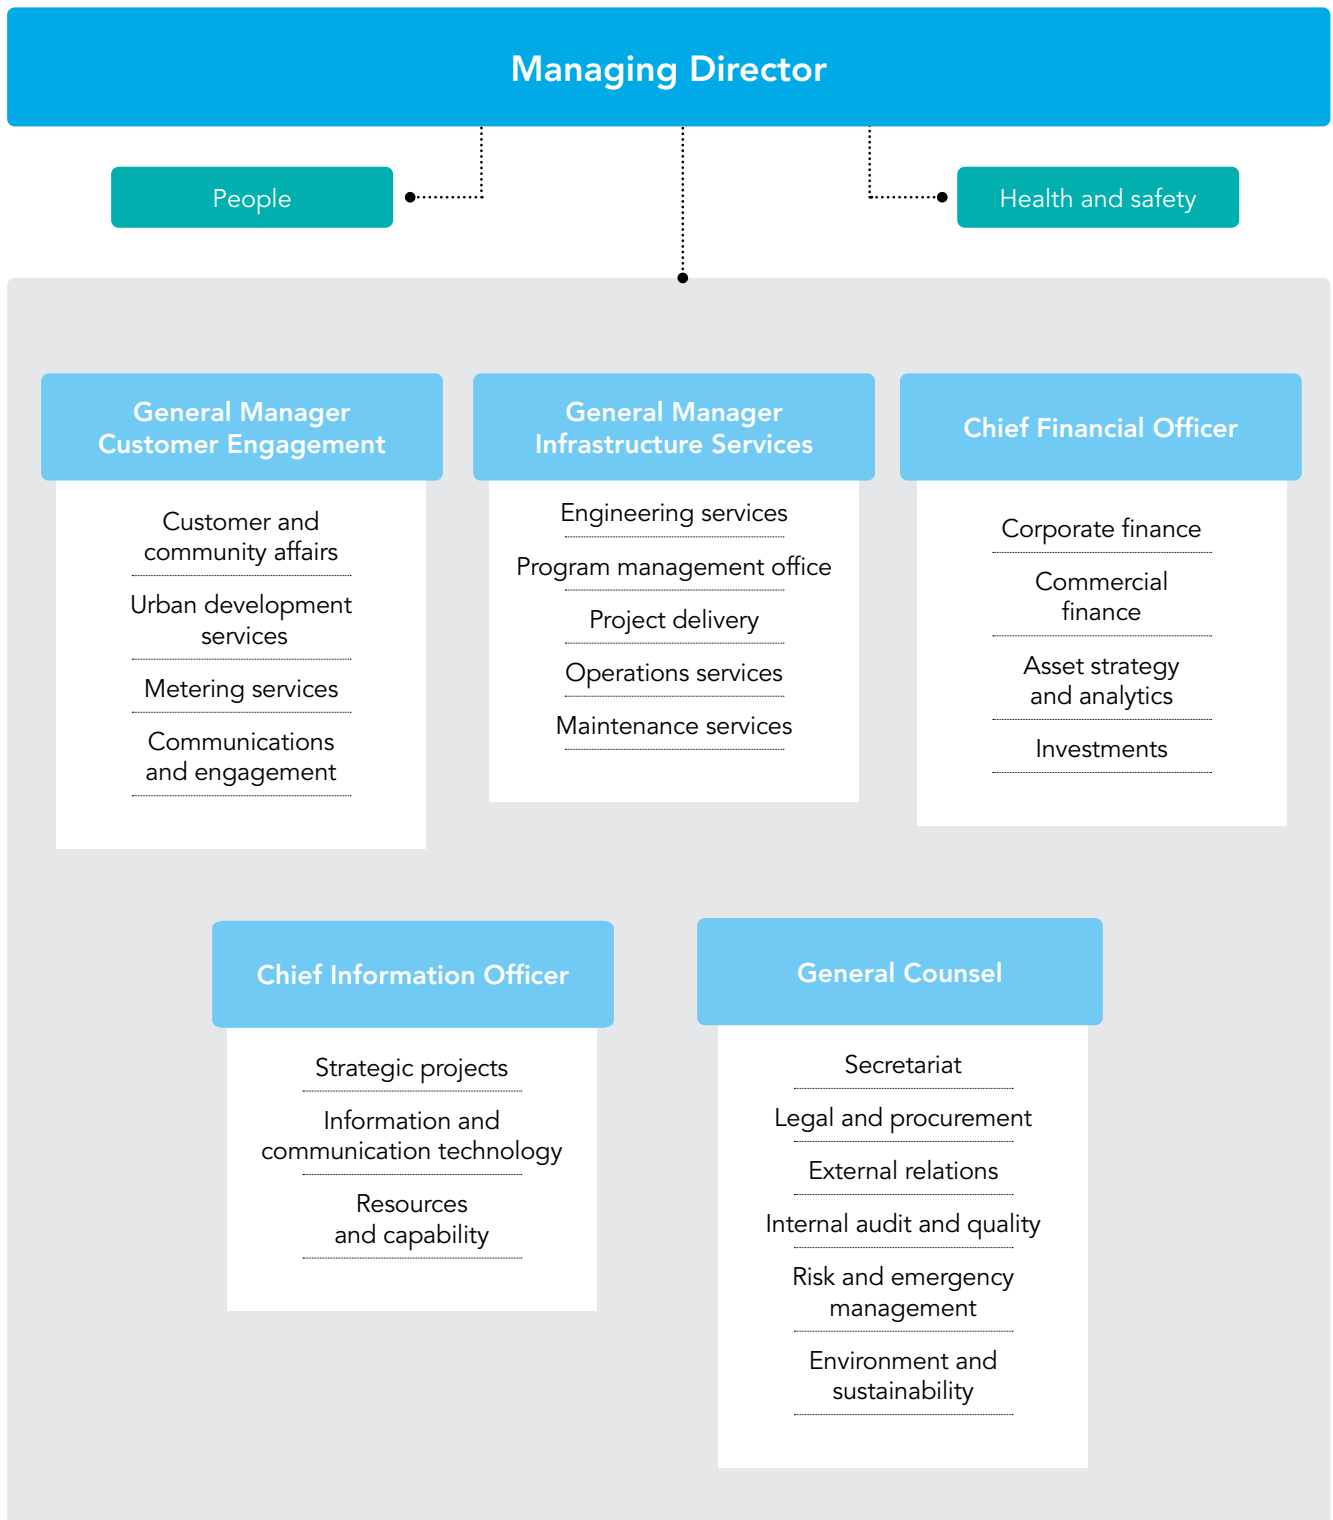 Managing Director
People
Health and safety
General Manager
Customer Engagement
Customer and
community affairs
Urban development
services
Metering services
Communications
and engagement
General Manager
Infrastructure Services
Engineering services
Program management office
Project delivery
Operations services
Maintenance services
Chief Financial Officer
Corporate finance
Commercial
finance
Asset strategy
and analytics
Investments
Chief Information Officer
Strategic projects
Information and
communication technology
Resources
and capability
General Counsel
Secretariat
Legal and procurement
External relations
Internal audit and quality
Risk and emergency
management
Environment and
sustainability